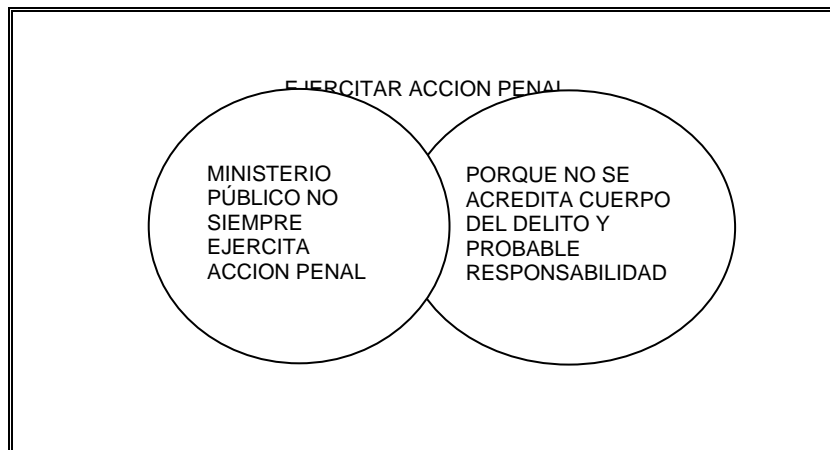 EJERCITAR ACCION PENAL
MINISTERIO
PÚBLICO NO
SIEMPRE
EJERCITA
ACCION PENAL
PORQUE NO SE
ACREDITA CUERPO
DEL DELITO Y
PROBABLE
RESPONSABILIDAD